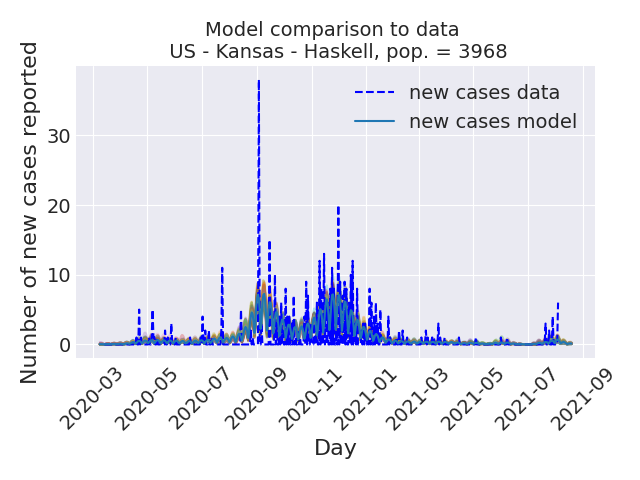 Model comparison to data
US - Kansas - Haskell, pop. = 3968
Number of new cases reported
30
20
10
0
new cases data
new cases model
2020-03
2020-05
2020-07
2020-09
2020-11
2021-01
2021-03
2021-05
2021-07
2021-09
Day